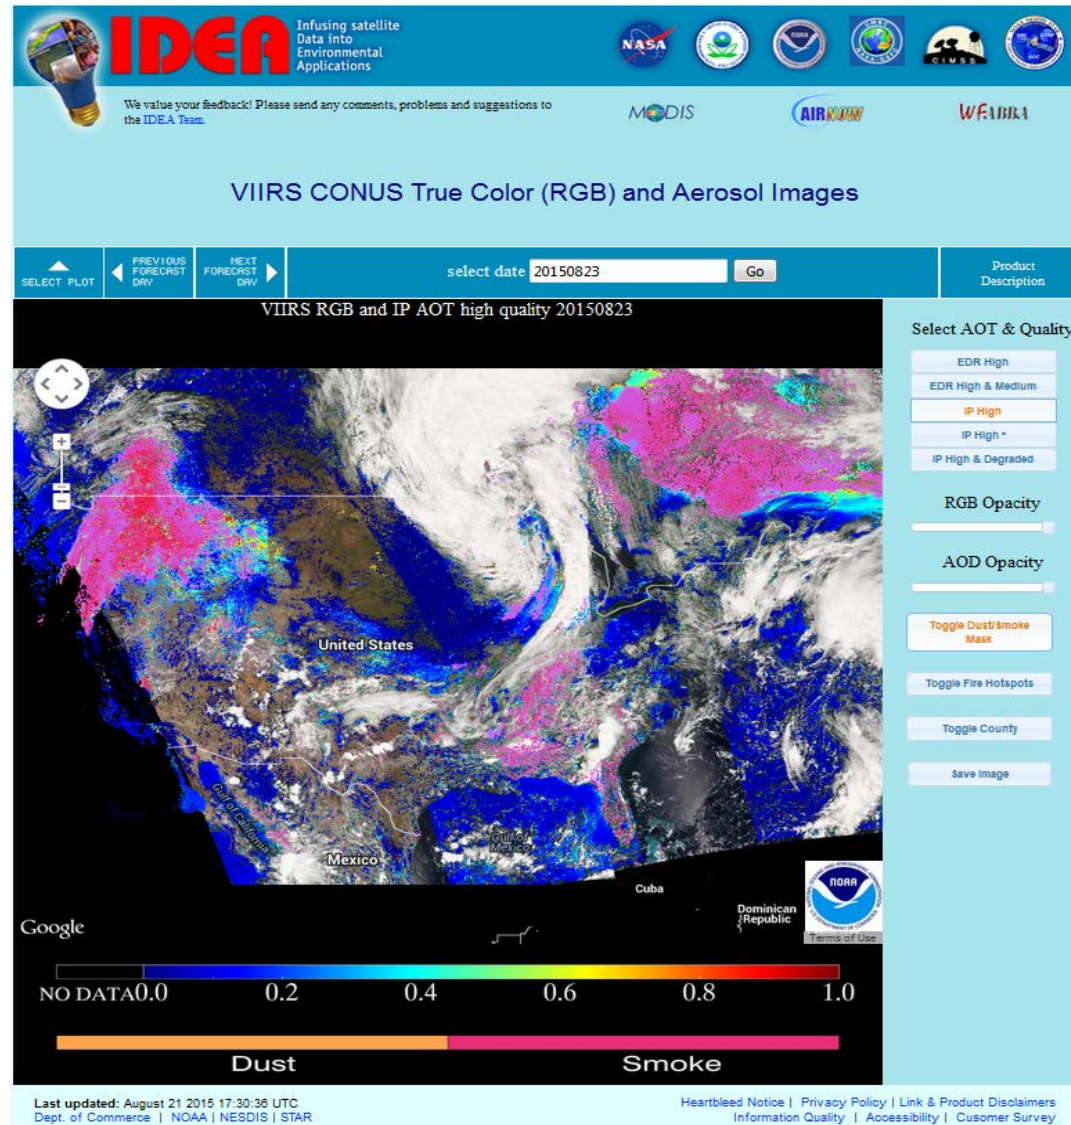 IDEA
Infusing satellite
Data into
Environmental
Applications
NASA
NOAA
CIMSS
We value your feedback! Please send any comments, problems and suggestions to
the IDEA Team.
MODIS
AIRNOW
WFABBA
VIIRS CONUS True Color (RGB) and Aerosol Images
SELECT PLOT
PREVIOUS
FORECAST
DAY
NEXT
FORECAST
DAY
select date 20150823 Go
Product
Description
VIIRS RGB and IP AOT high quality 20150823
Select AOT & Quality
EDR High
EDR High & Medium
IP High
IP High *
IP High & Degraded
RGB Opacity
AOD Opacity
Toggle Dust/Smoke
Mask
Toggle Fire Hotspots
Toggle County
Save Image
United States
Gulf of California
Gulf of
Mexico
Mexico
Cuba
Dominican
Republic
NOAA
Google
Terms of Use
NO DATA 0.0 0.2 0.4 0.6 0.8 1.0
Dust Smoke
Last updated: August 21 2015 17:30:36 UTC
Dept. of Commerce | NOAA | NESDIS | STAR
Heartbleed Notice | Privacy Policy | Link & Product Disclaimers
Information Quality | Accessibility | Cusomer Survey